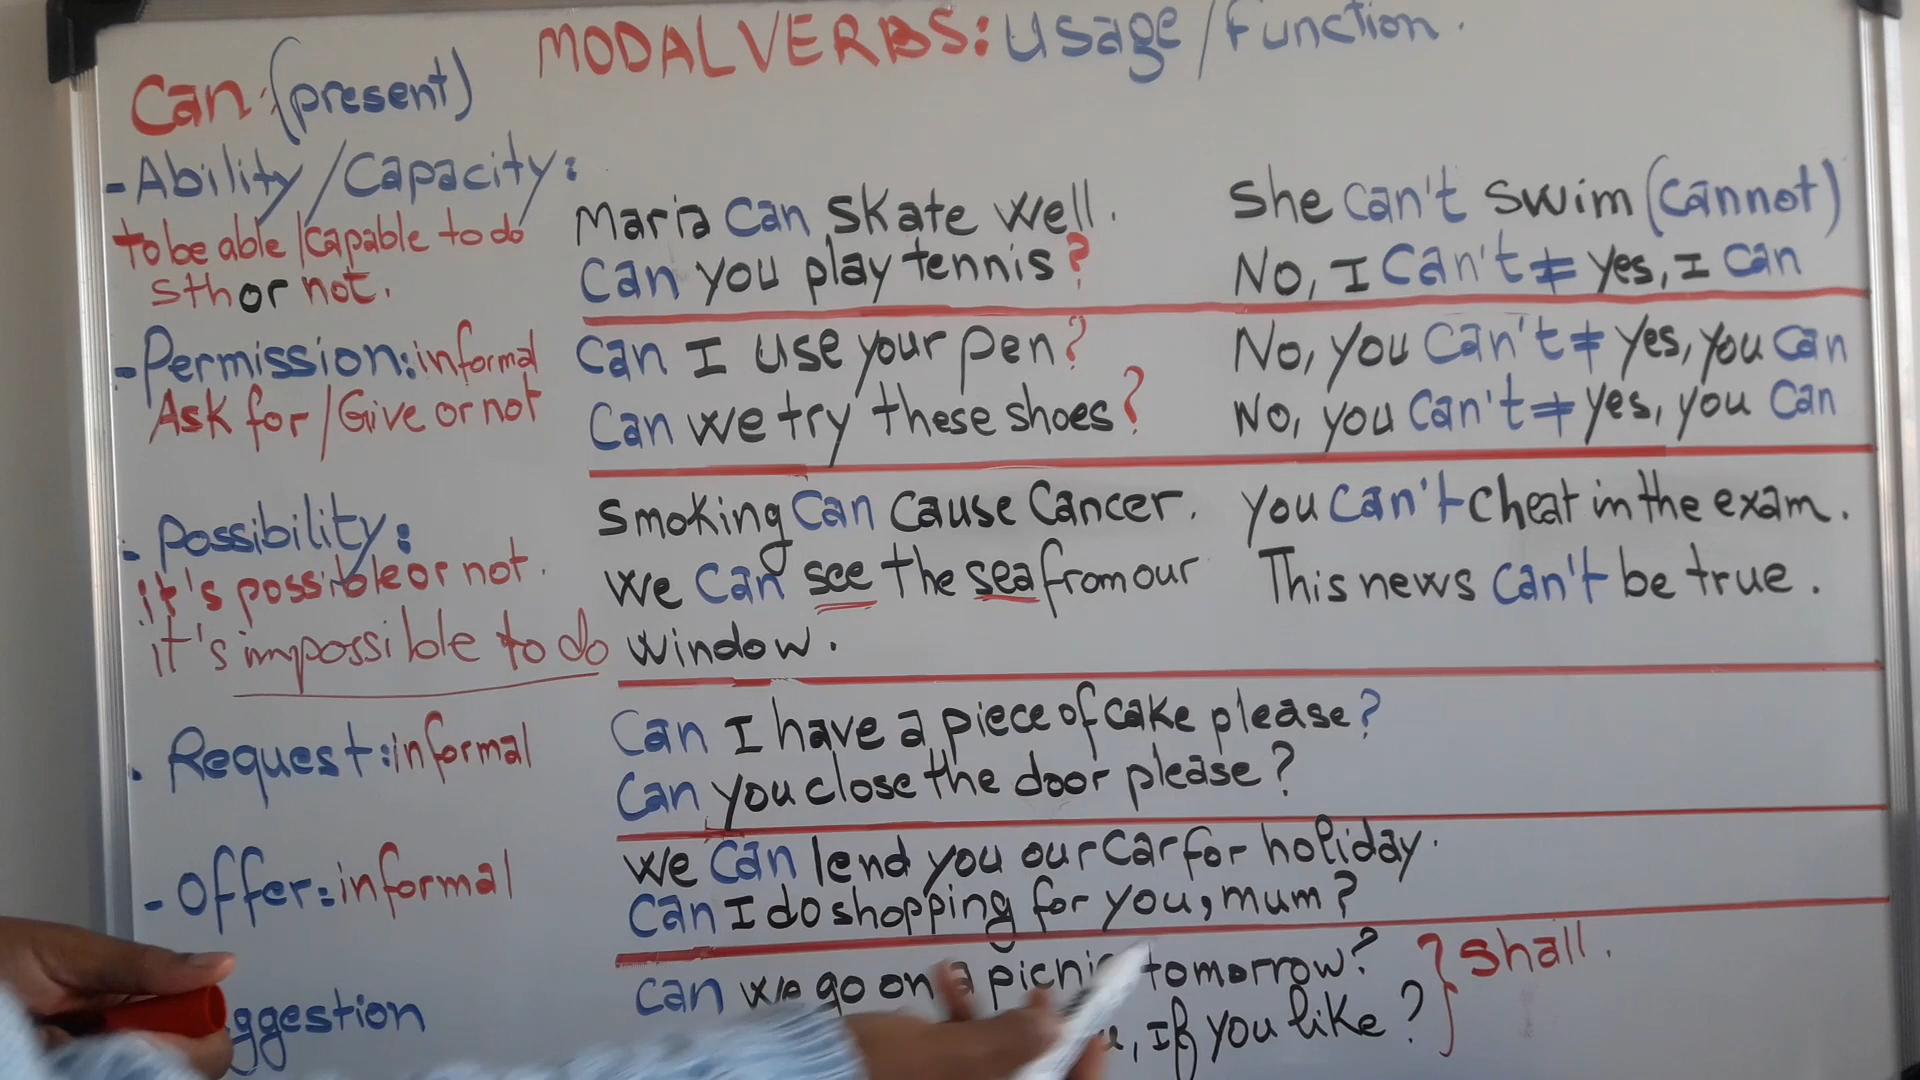 MODAL VERBS: Usage/Function.
Can (present)
- Ability/Capacity:
to be able/capable to do
sth or not.
Maria can skate well.
She can't swim (cannot)
Can you play tennis?
No, I can't ≠ yes, I can
- Permission: informal
Ask for/Give or not
Can I use your pen?
No, you can't ≠ yes, you can
Can we try these shoes?
No, you can't ≠ yes, you can
- Possibility:
it's possible or not.
it's impossible to do
Smoking can cause cancer.
you can't cheat in the exam.
We can see the sea from our
window.
This news can't be true.
. Request: informal
Can I have a piece of cake please?
Can you close the door please?
- Offer: informal
We can lend you our car for holiday.
Can I do shopping for you, mum?
ggestion
Can we go on a picnic tomorrow?
, If you like?
} shall.